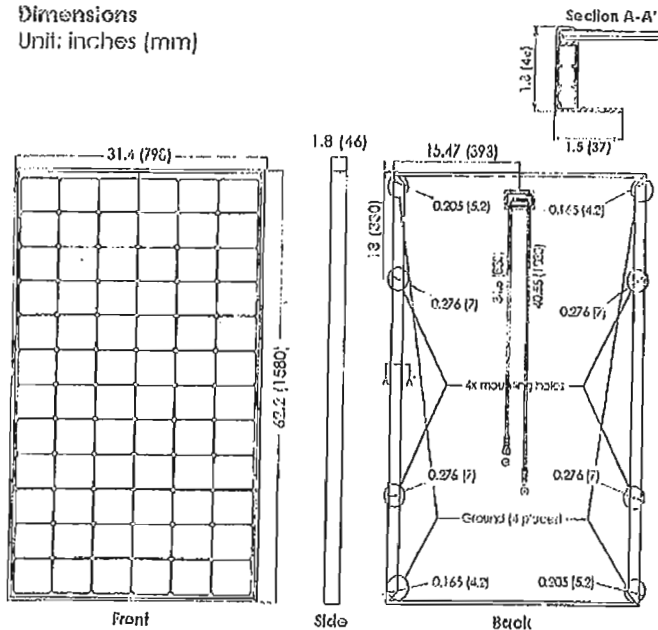 Dimensions
Unit: inches (mm)
Section A-A'
1.8 (46)
1.5 (37)
31.4 (798)
1.8 (46)
15.47 (393)
0.205 (5.2)
0.165 (4.2)
13 (330)
0.276 (7)
0.276 (7)
62.2 (1580)
4x mounting holes
0.276 (7)
0.276 (7)
Ground (4 places)
0.165 (4.2)
0.205 (5.2)
Front
Side
Back